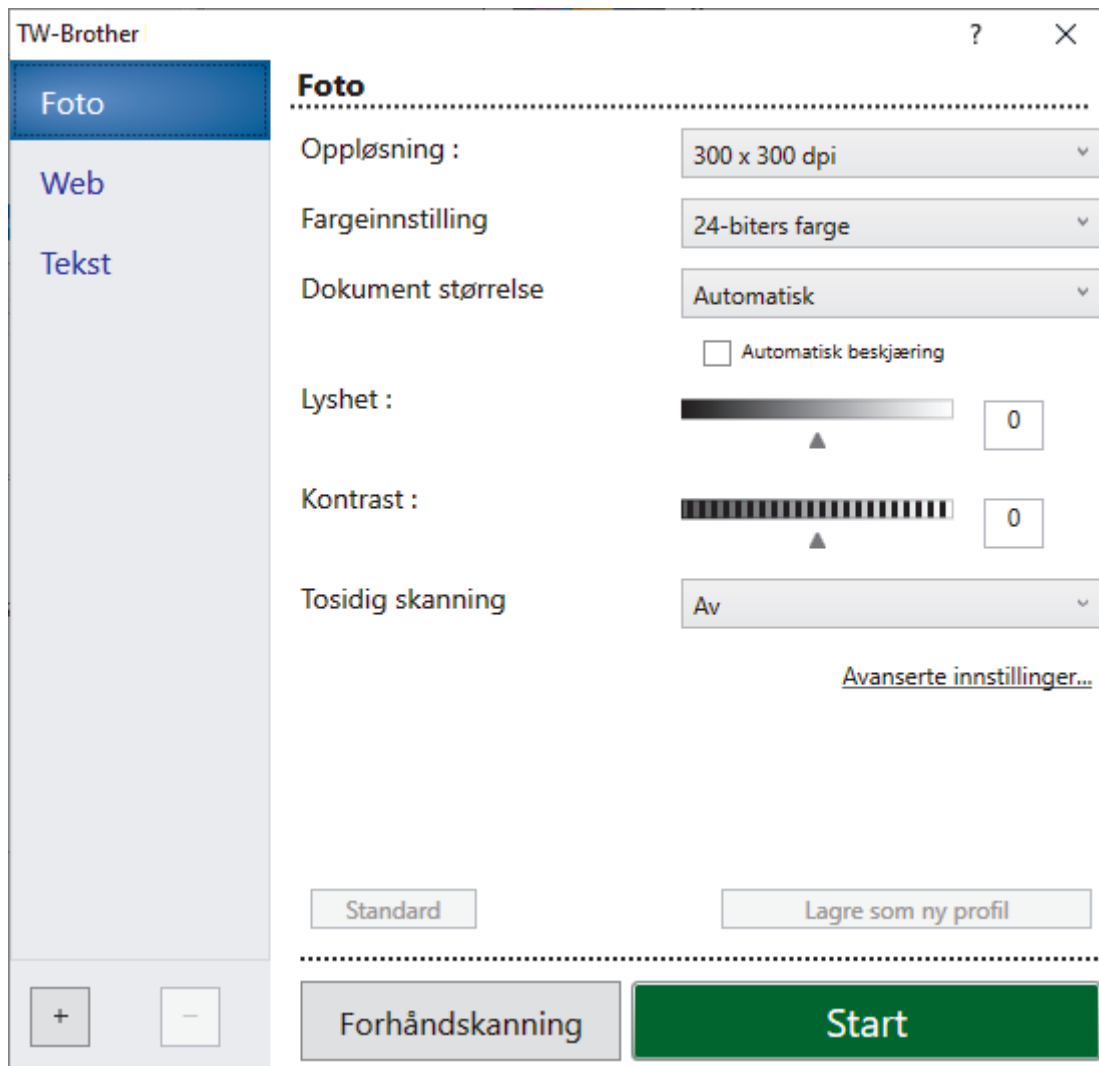 TW-Brother
?
Foto
Web
Tekst
Foto
Oppløsning : 300 x 300 dpi
Fargeinnstilling 24-biters farge
Dokument størrelse Automatisk
Automatisk beskjæring
Lyshet : 0
Kontrast : 0
Tosidig skanning Av
Avanserte innstillinger...
Standard Lagre som ny profil
+ −
Forhåndskanning Start